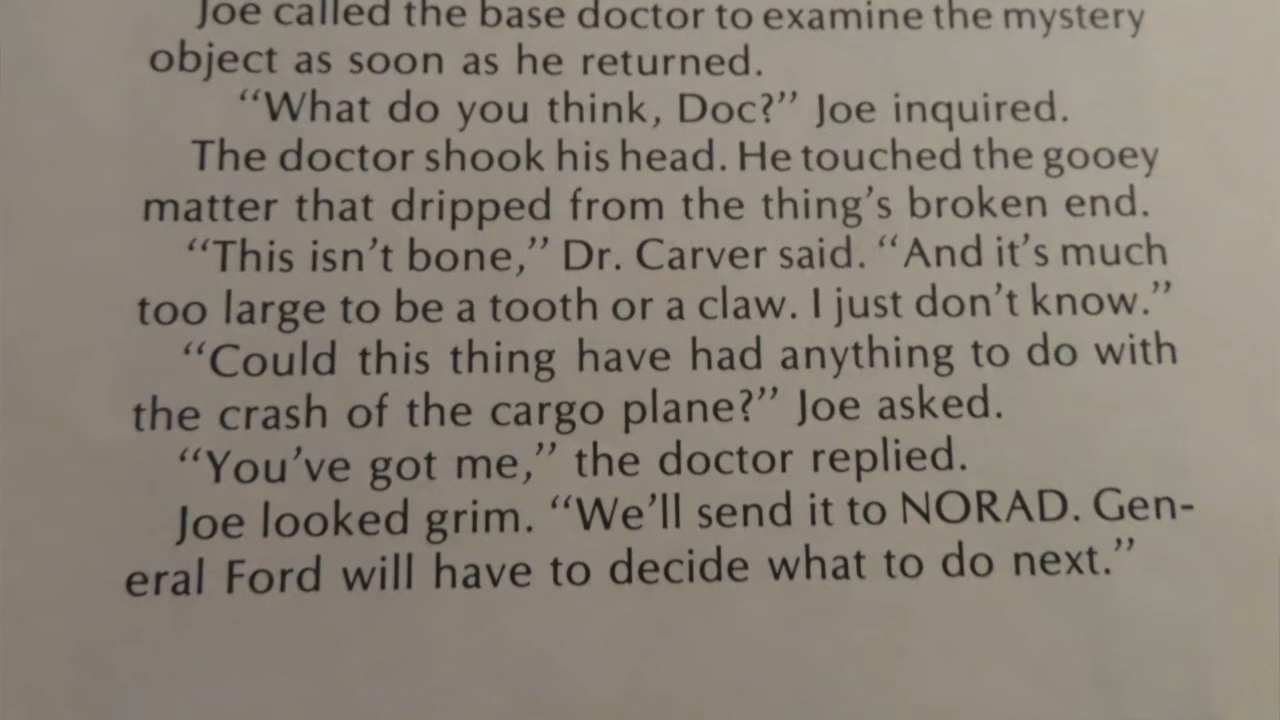 Joe called the base doctor to examine the mystery
object as soon as he returned.
“What do you think, Doc?” Joe inquired.
The doctor shook his head. He touched the gooey
matter that dripped from the thing’s broken end.
“This isn’t bone,” Dr. Carver said. “And it’s much
too large to be a tooth or a claw. I just don’t know.”
“Could this thing have had anything to do with
the crash of the cargo plane?” Joe asked.
“You’ve got me,” the doctor replied.
Joe looked grim. “We’ll send it to NORAD. Gen-
eral Ford will have to decide what to do next.”